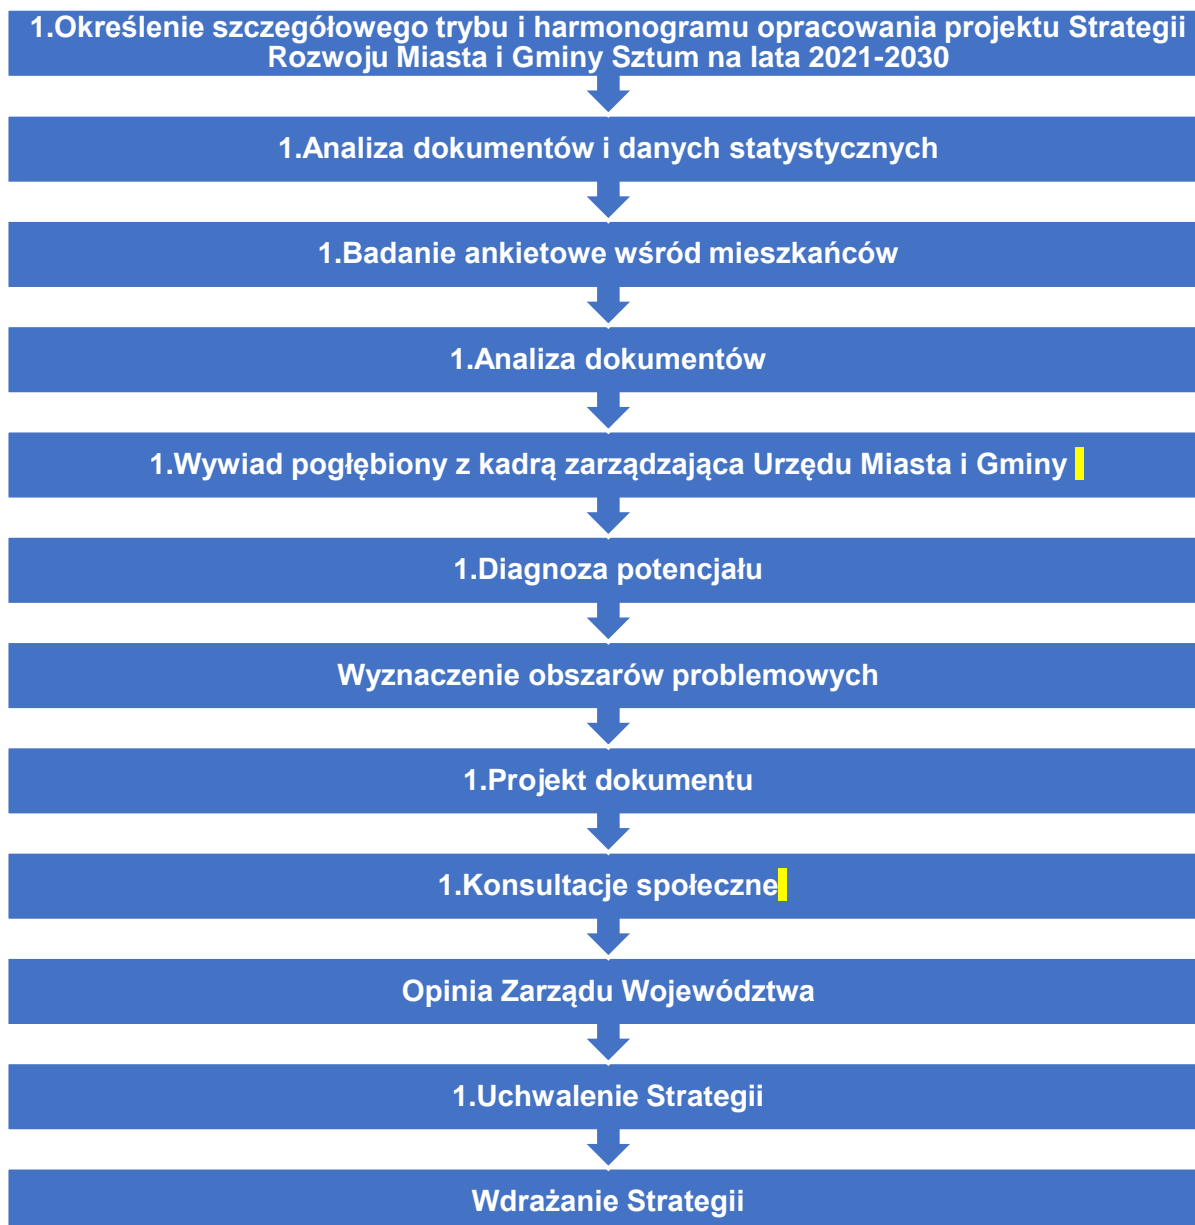 1.Określenie szczegółowego trybu i harmonogramu opracowania projektu Strategii
Rozwoju Miasta i Gminy Sztum na lata 2021-2030
1.Analiza dokumentów i danych statystycznych
1.Badanie ankietowe wśród mieszkańców
1.Analiza dokumentów
1.Wywiad pogłębiony z kadrą zarządzająca Urzędu Miasta i Gminy
1.Diagnoza potencjału
Wyznaczenie obszarów problemowych
1.Projekt dokumentu
1.Konsultacje społeczne
Opinia Zarządu Województwa
1.Uchwalenie Strategii
Wdrażanie Strategii